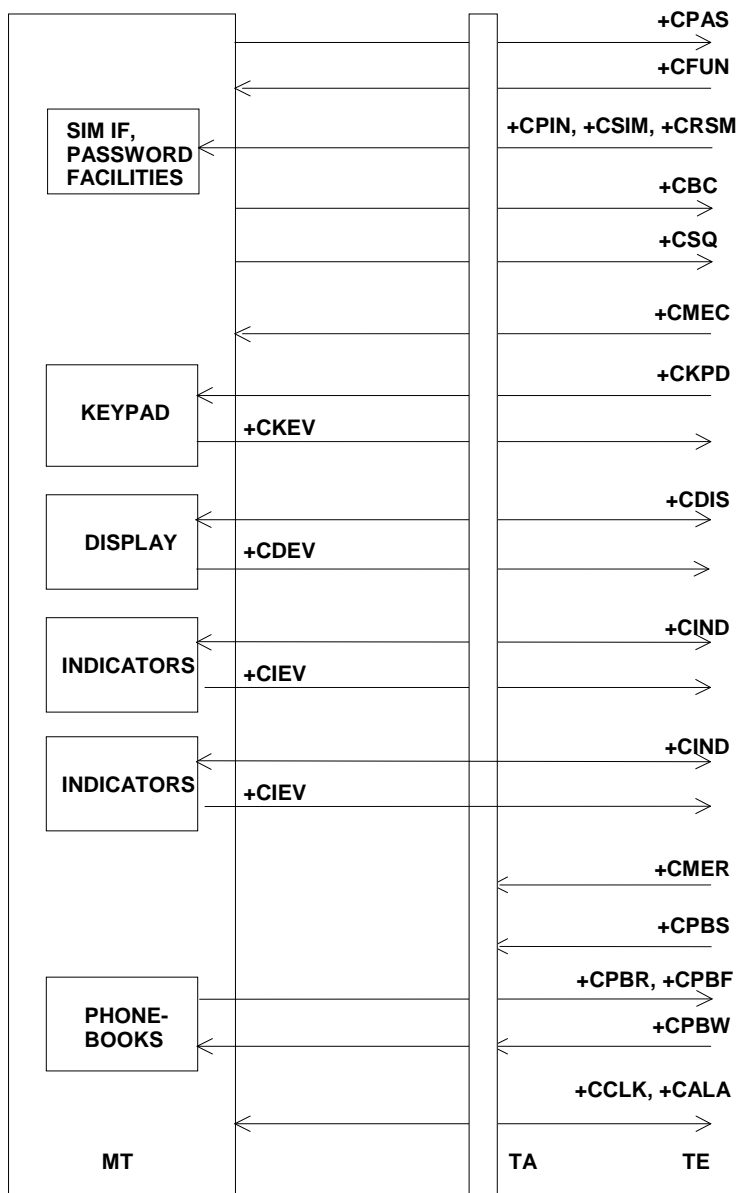 +CPAS
+CFUN
SIM IF,
PASSWORD
FACILITIES
+CPIN, +CSIM, +CRSM
+CBC
+CSQ
+CMEC
+CKPD
KEYPAD
+CKEV
+CDIS
DISPLAY
+CDEV
+CIND
INDICATORS
+CIEV
+CIND
INDICATORS
+CIEV
+CMER
+CPBS
+CPBR, +CPBF
PHONE-
BOOKS
+CPBW
+CCLK, +CALA
MT TA TE